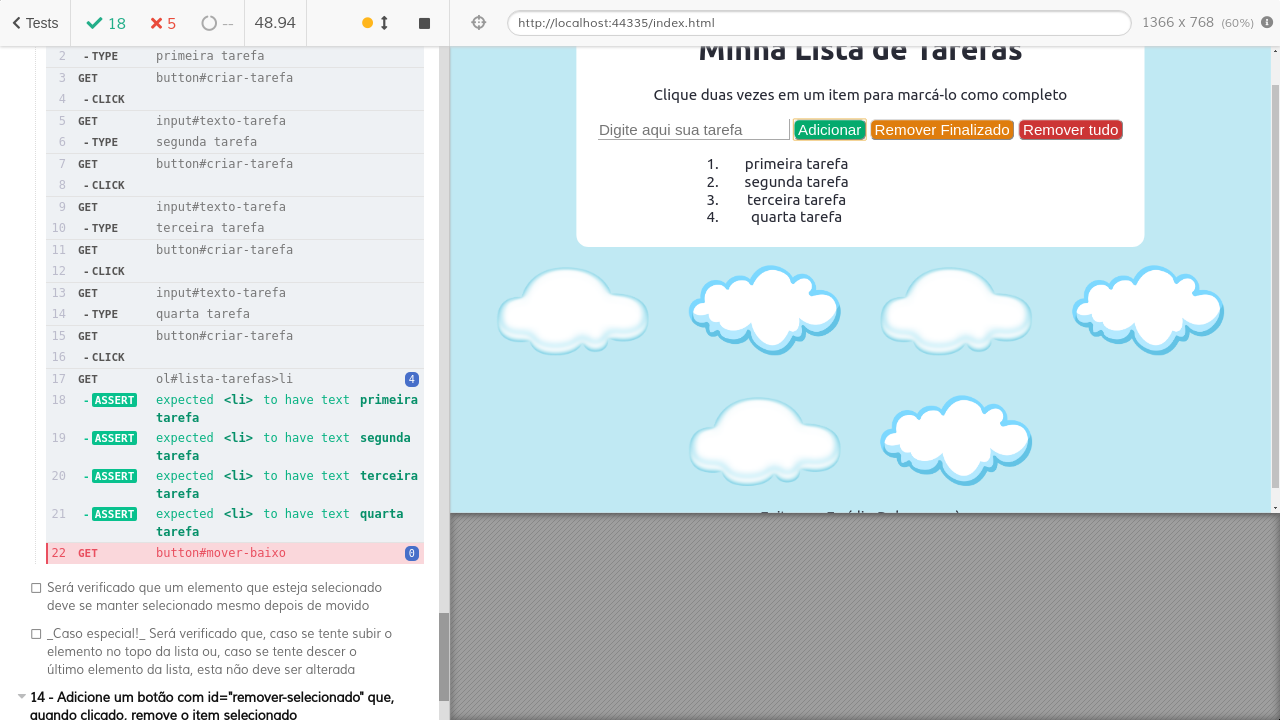 Tests
18
5
--
48.94
http://localhost:44335/index.html
1366 x 768 (60%)
2 - TYPE primeira tarefa
3 GET button#criar-tarefa
4 - CLICK
5 GET input#texto-tarefa
6 - TYPE segunda tarefa
7 GET button#criar-tarefa
8 - CLICK
9 GET input#texto-tarefa
10 - TYPE terceira tarefa
11 GET button#criar-tarefa
12 - CLICK
13 GET input#texto-tarefa
14 - TYPE quarta tarefa
15 GET button#criar-tarefa
16 - CLICK
17 GET ol#lista-tarefas>li 4
18 - ASSERT expected <li> to have text primeira
tarefa
19 - ASSERT expected <li> to have text segunda
tarefa
20 - ASSERT expected <li> to have text terceira
tarefa
21 - ASSERT expected <li> to have text quarta
tarefa
22 GET button#mover-baixo 0
Será verificado que um elemento que esteja selecionado
deve se manter selecionado mesmo depois de movido
_Caso especial!_ Será verificado que, caso se tente subir o
elemento no topo da lista ou, caso se tente descer o
último elemento da lista, esta não deve ser alterada
14 - Adicione um botão com id="remover-selecionado" que,
quando clicado, remove o item selecionado
Minha Lista de Tarefas
Clique duas vezes em um item para marcá-lo como completo
Digite aqui sua tarefa
Adicionar
Remover Finalizado
Remover tudo
1. primeira tarefa
2. segunda tarefa
3. terceira tarefa
4. quarta tarefa